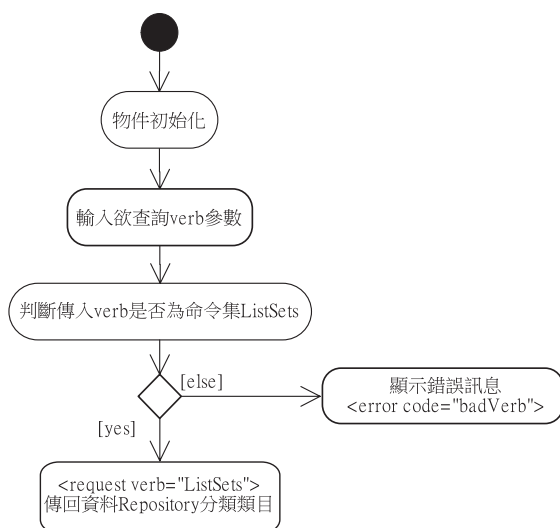 物件初始化
輸入欲查詢verb參數
判斷傳入verb是否為命令集ListSets
[else]
顯示錯誤訊息
<error code="badVerb">
[yes]
<request verb="ListSets">
傳回資料Repository分類類目